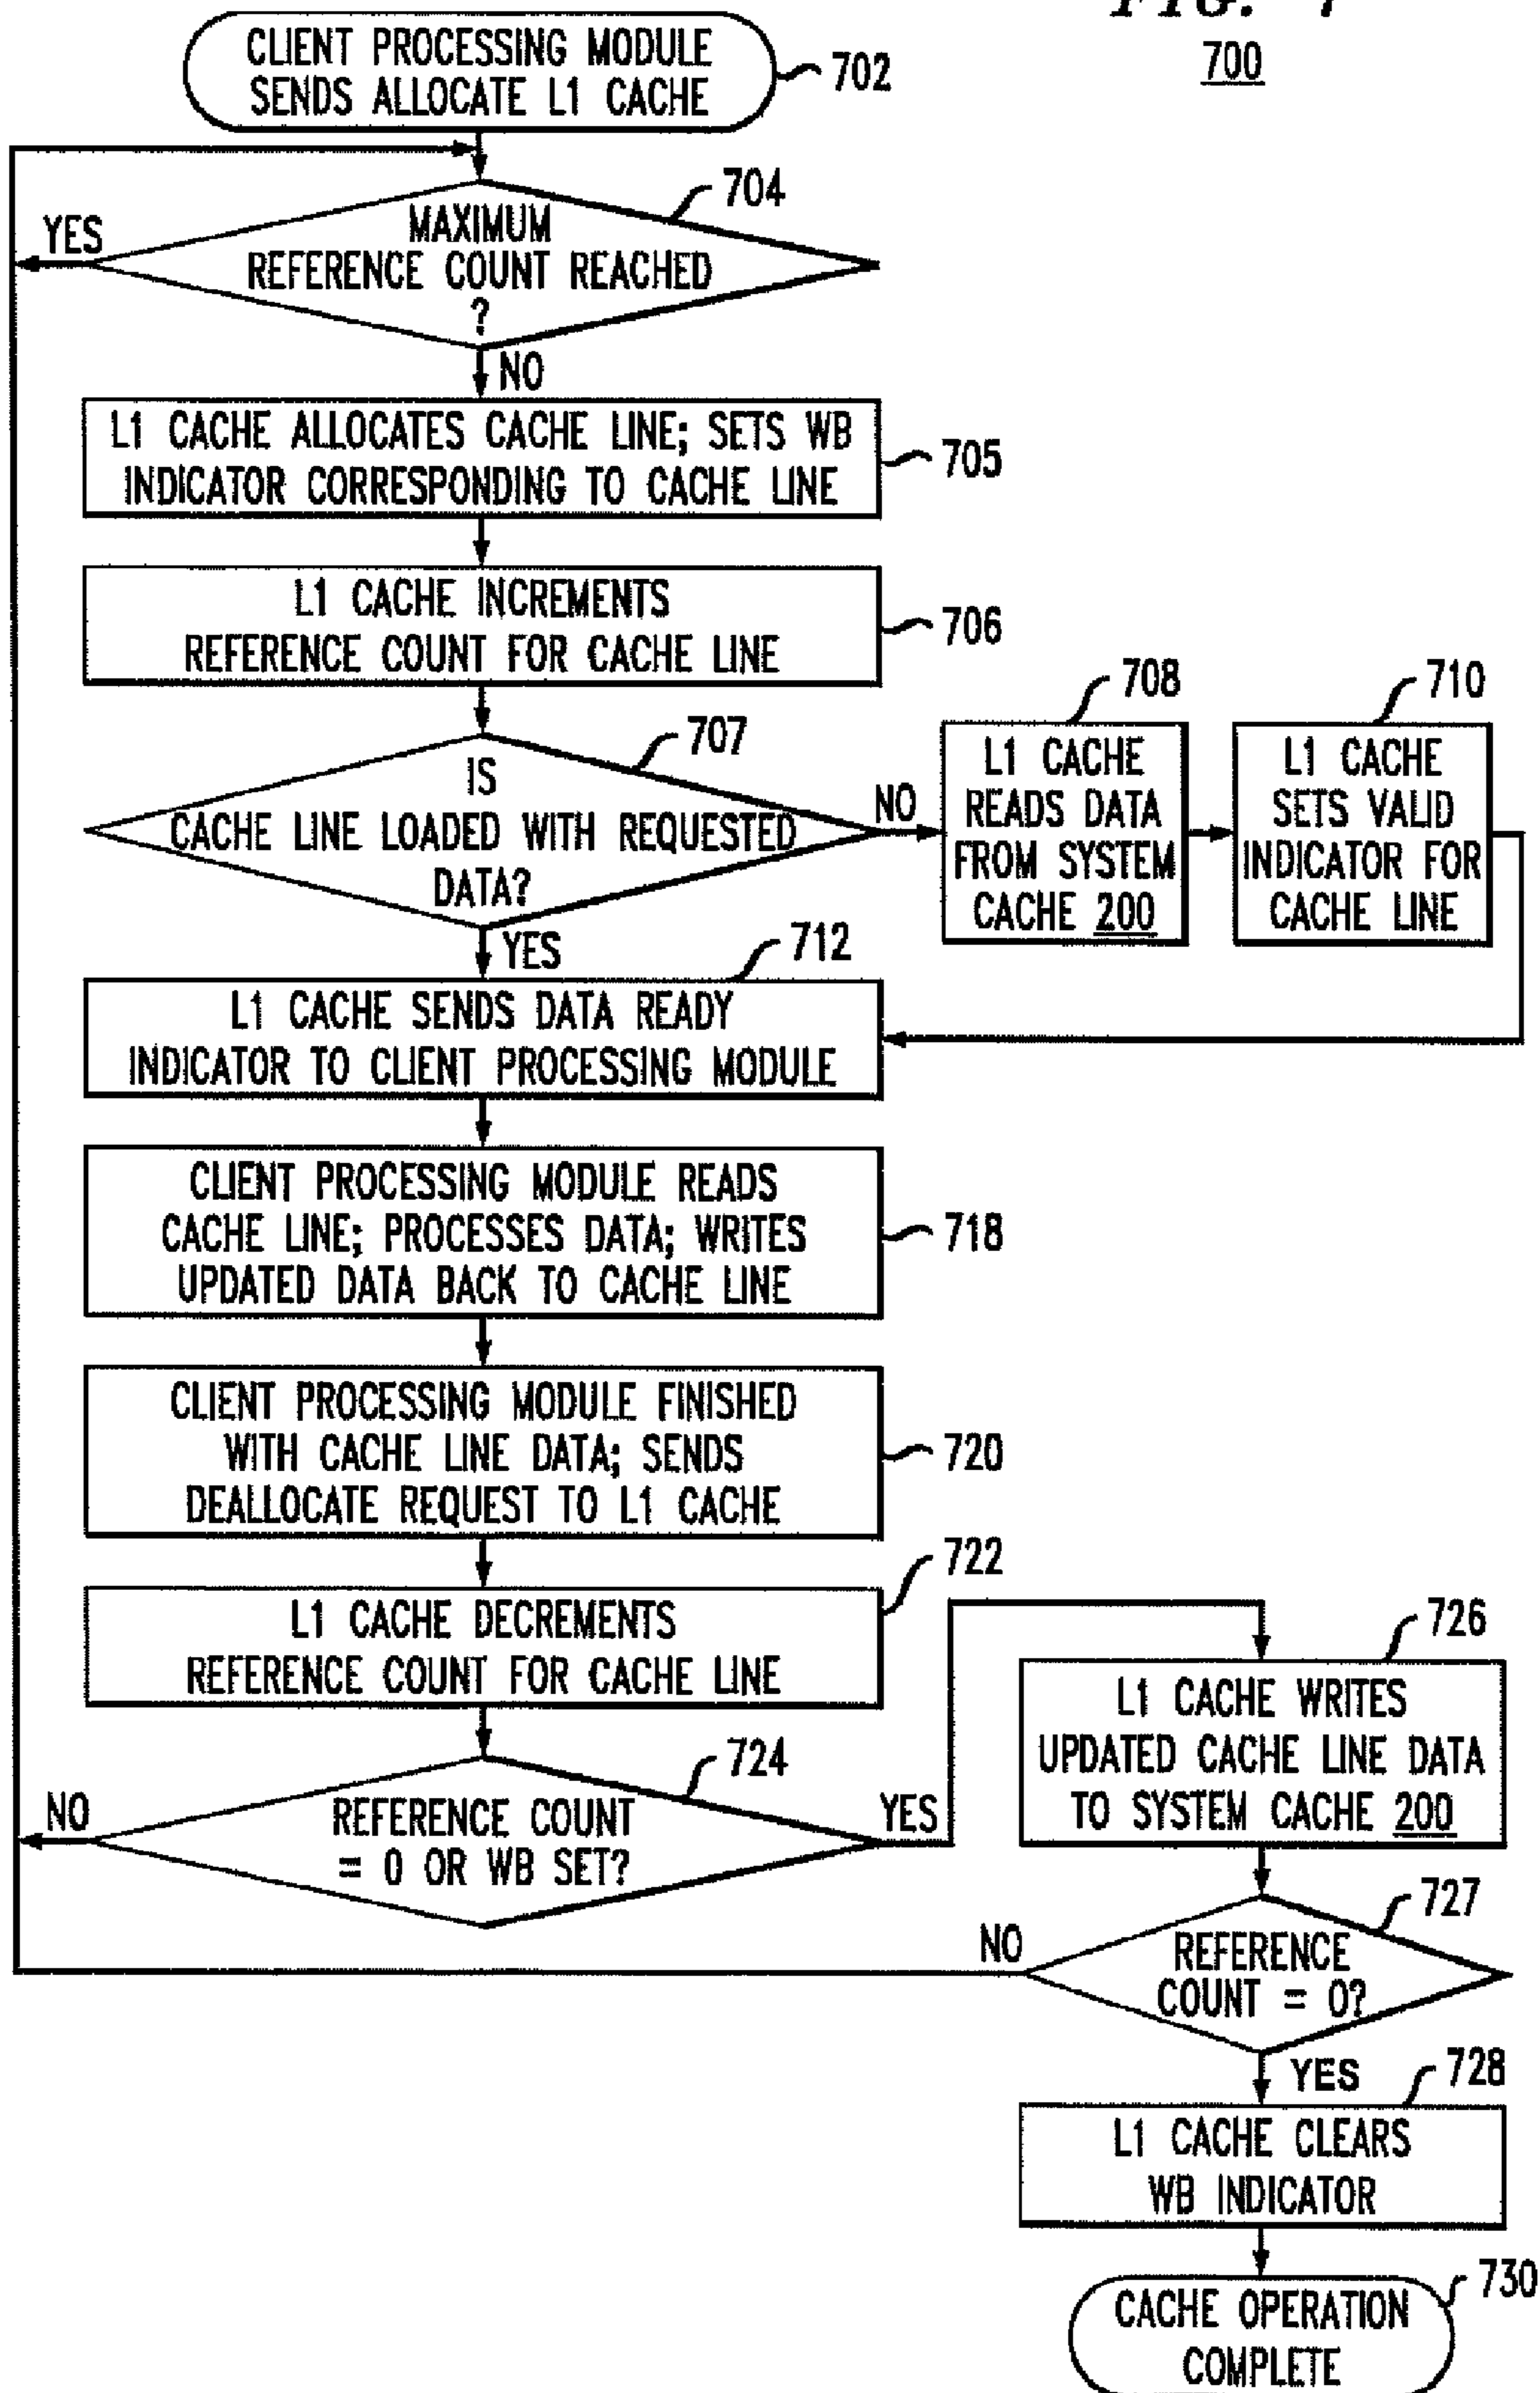 FIG. 7
700
CLIENT PROCESSING MODULE
SENDS ALLOCATE L1 CACHE
702
704
YES
MAXIMUM
REFERENCE COUNT REACHED
?
NO
L1 CACHE ALLOCATES CACHE LINE; SETS WB
INDICATOR CORRESPONDING TO CACHE LINE
705
L1 CACHE INCREMENTS
REFERENCE COUNT FOR CACHE LINE
706
707
IS
CACHE LINE LOADED WITH REQUESTED
DATA?
NO
708
L1 CACHE
READS DATA
FROM SYSTEM
CACHE 200
710
L1 CACHE
SETS VALID
INDICATOR FOR
CACHE LINE
YES
712
L1 CACHE SENDS DATA READY
INDICATOR TO CLIENT PROCESSING MODULE
CLIENT PROCESSING MODULE READS
CACHE LINE; PROCESSES DATA; WRITES
UPDATED DATA BACK TO CACHE LINE
718
CLIENT PROCESSING MODULE FINISHED
WITH CACHE LINE DATA; SENDS
DEALLOCATE REQUEST TO L1 CACHE
720
722
L1 CACHE DECREMENTS
REFERENCE COUNT FOR CACHE LINE
724
NO
REFERENCE COUNT
= 0 OR WB SET?
YES
726
L1 CACHE WRITES
UPDATED CACHE LINE DATA
TO SYSTEM CACHE 200
727
NO
REFERENCE
COUNT = 0?
YES
728
L1 CACHE CLEARS
WB INDICATOR
730
CACHE OPERATION
COMPLETE